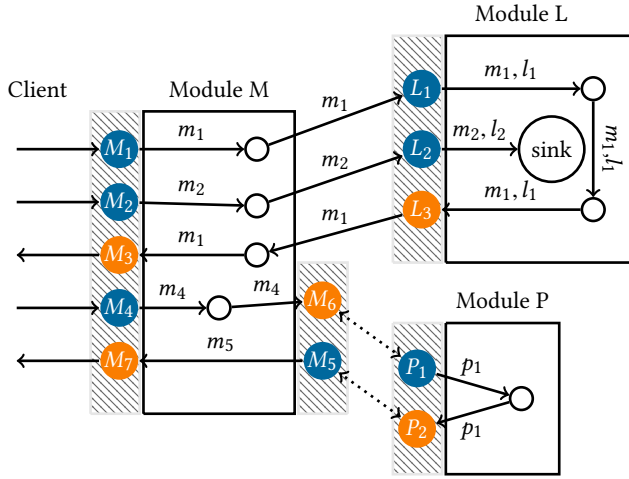 Module L
Client
Module M
m₁
L₁
m₁, l₁
M₁
m₁
m₂
L₂
m₂, l₂
sink
m₁, l₁
M₂
m₂
m₁
L₃
m₁, l₁
M₃
m₁
M₄
m₄
m₄
M₆
Module P
M₇
m₅
M₅
P₁
p₁
P₂
p₁